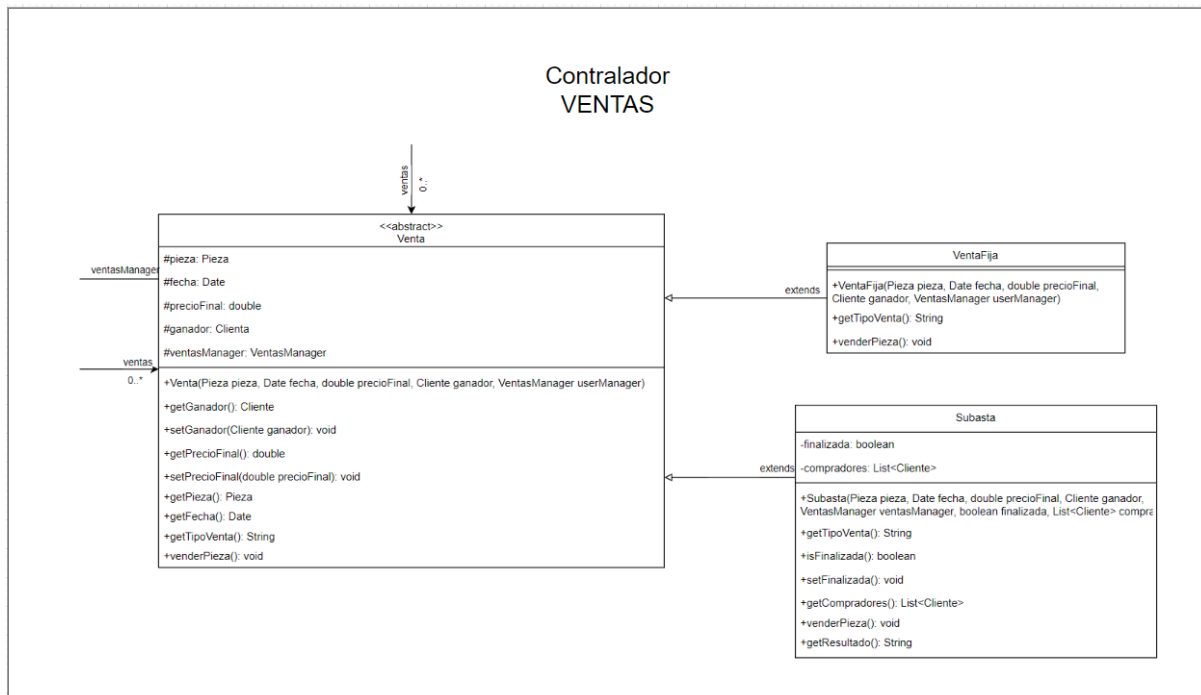 Contralador
VENTAS
ventas
0..*
<<abstract>>
Venta
#pieza: Pieza
#fecha: Date
#precioFinal: double
#ganador: Clienta
#ventasManager: VentasManager
+Venta(Pieza pieza, Date fecha, double precioFinal, Cliente ganador, VentasManager userManager)
+getGanador(): Cliente
+setGanador(Cliente ganador): void
+getPrecioFinal(): double
+setPrecioFinal(double precioFinal): void
+getPieza(): Pieza
+getFecha(): Date
+getTipoVenta(): String
+venderPieza(): void
ventasManager
ventas
0..*
extends
VentaFija
+VentaFija(Pieza pieza, Date fecha, double precioFinal,
Cliente ganador, VentasManager userManager)
+getTipoVenta(): String
+venderPieza(): void
extends
Subasta
-finalizada: boolean
-compradores: List<Cliente>
+Subasta(Pieza pieza, Date fecha, double precioFinal, Cliente ganador,
VentasManager ventasManager, boolean finalizada, List<Cliente> compra
+getTipoVenta(): String
+isFinalizada(): boolean
+setFinalizada(): void
+getCompradores(): List<Cliente>
+venderPieza(): void
+getResultado(): String